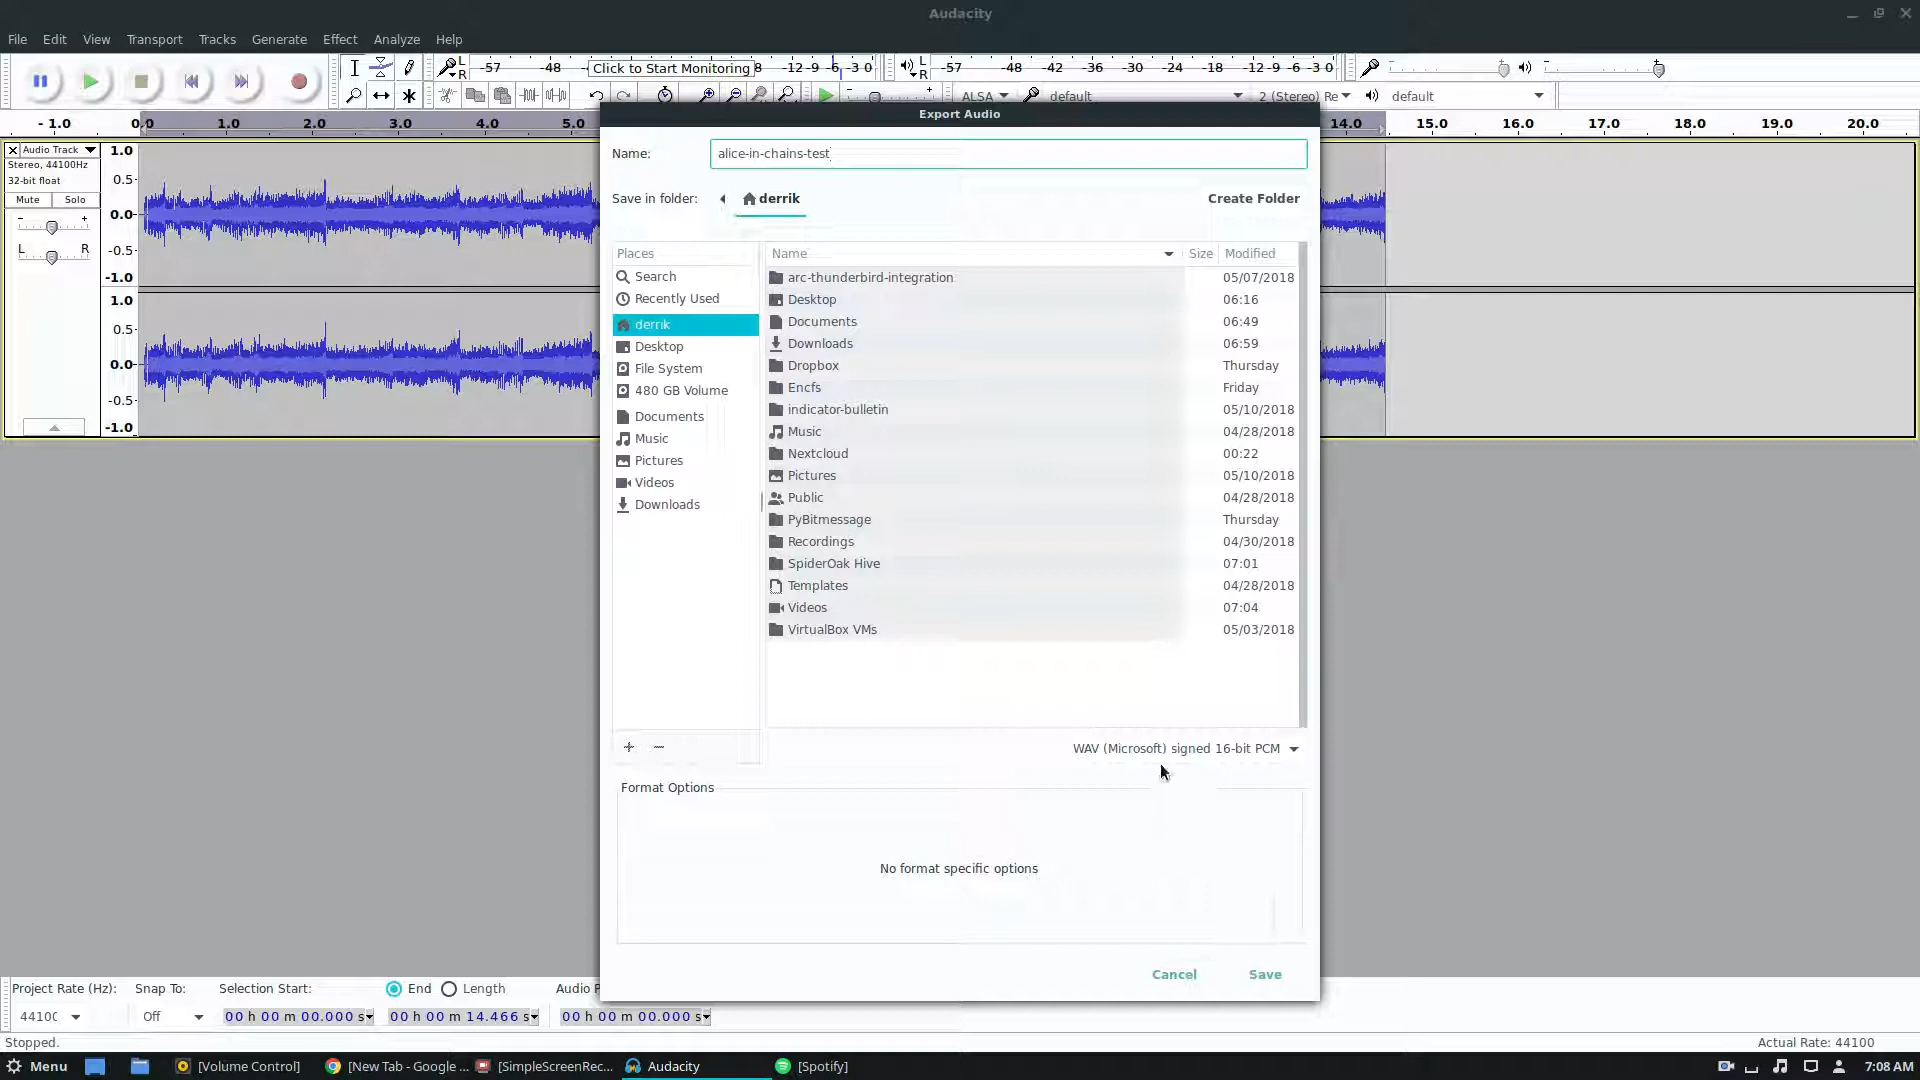 Audacity
File Edit View Transport Tracks Generate Effect Analyze Help
L R -57 -48 Click to Start Monitoring 8 -12 -9 -6 -3 0 L R -57 -48 -42 -36 -30 -24 -18 -12 -9 -6 -3 0
- + ALSA default 2 (Stereo) Re default
- 1.0 0.0 1.0 2.0 3.0 4.0 5.0 14.0 15.0 16.0 17.0 18.0 19.0 20.0
Audio Track
Stereo, 44100Hz
32-bit float
Mute Solo
- +
L R
1.0
0.5
0.0
-0.5
-1.0
1.0
0.5
0.0
-0.5
-1.0
Export Audio
Name: alice-in-chains-test
Save in folder: derrik Create Folder
Places
Search
Recently Used
derrik
Desktop
File System
480 GB Volume
Documents
Music
Pictures
Videos
Downloads
Name Size Modified
arc-thunderbird-integration 05/07/2018
Desktop 06:16
Documents 06:49
Downloads 06:59
Dropbox Thursday
Encfs Friday
indicator-bulletin 05/10/2018
Music 04/28/2018
Nextcloud 00:22
Pictures 05/10/2018
Public 04/28/2018
PyBitmessage Thursday
Recordings 04/30/2018
SpiderOak Hive 07:01
Templates 04/28/2018
Videos 07:04
VirtualBox VMs 05/03/2018
WAV (Microsoft) signed 16-bit PCM
Format Options
No format specific options
Cancel Save
Project Rate (Hz): Snap To: Selection Start: End Length Audio P
44100 Off 00 h 00 m 00.000 s 00 h 00 m 14.466 s 00 h 00 m 00.000 s
Stopped. Actual Rate: 44100
Menu [Volume Control] [New Tab - Google ... [SimpleScreenRec... Audacity [Spotify] 7:08 AM